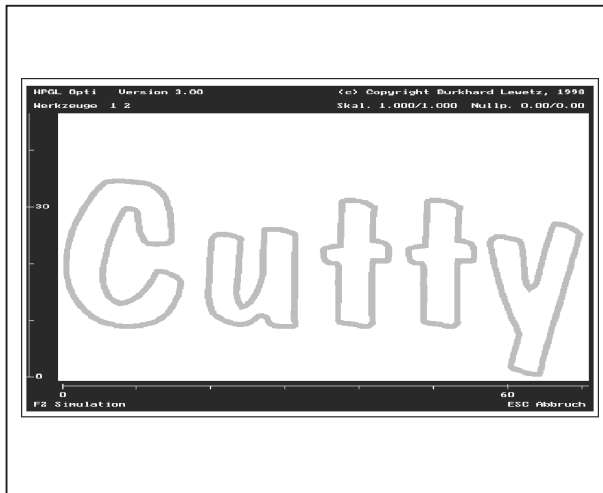 HPGL Opti Version 3.00 (c) Copyright Burkhard Lewetz, 1998
Werkzeuge 1 2 Skal. 1.000/1.000 Nullp. 0.00/0.00
Cutty
30
0
0 60
F2 Simulation ESC Abbruch